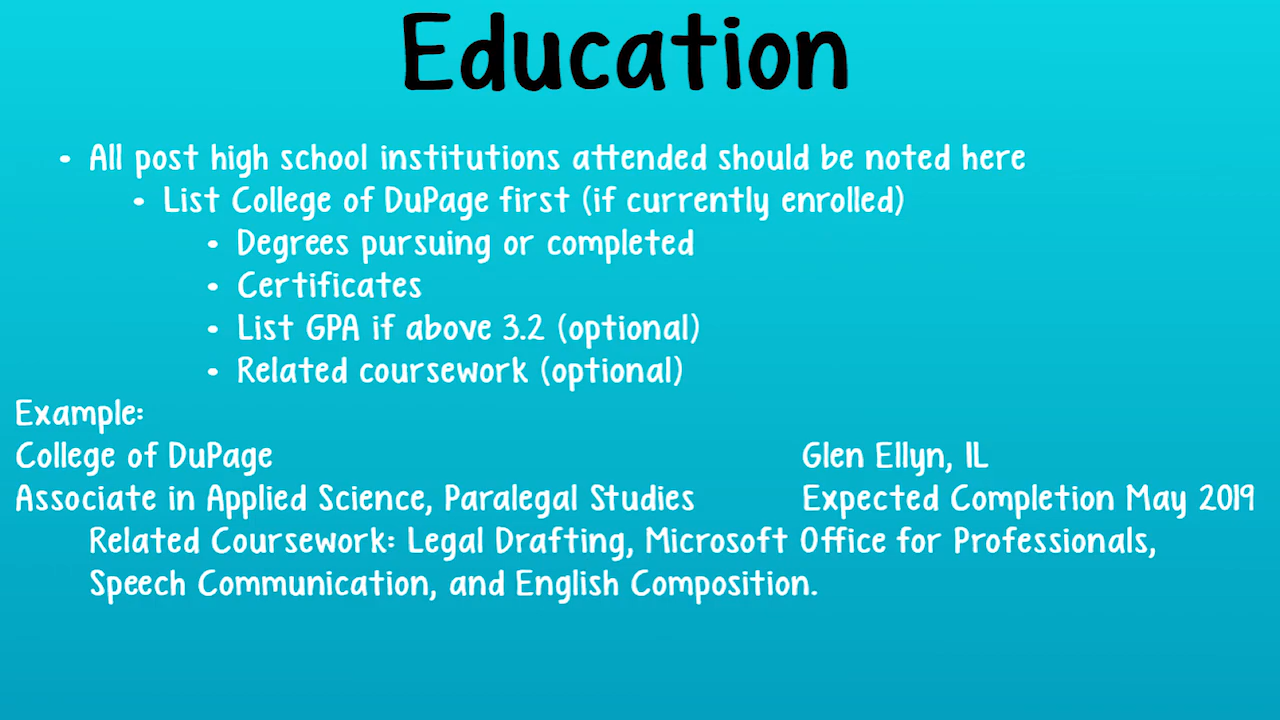 Education
• All post high school institutions attended should be noted here
• List College of DuPage first (if currently enrolled)
• Degrees pursuing or completed
• Certificates
• List GPA if above 3.2 (optional)
• Related coursework (optional)
Example:
College of DuPage Glen Ellyn, IL
Associate in Applied Science, Paralegal Studies Expected Completion May 2019
Related Coursework: Legal Drafting, Microsoft Office for Professionals,
Speech Communication, and English Composition.